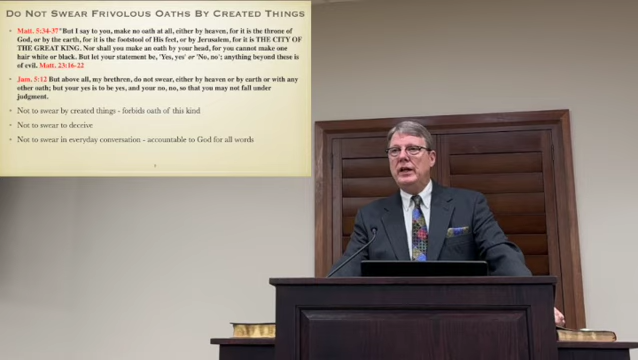 Do Not Swear Frivolous Oaths By Created Things
• Matt. 5:34-37"But I say to you, make no oath at all, either by heaven, for it is the throne of
God, or by the earth, for it is the footstool of His feet, or by Jerusalem, for it is THE CITY OF
THE GREAT KING. Nor shall you make an oath by your head, for you cannot make one
hair white or black. But let your statement be, 'Yes, yes' or 'No, no'; anything beyond these is
of evil. Matt. 23:16-22
• Jam. 5:12 But above all, my brethren, do not swear, either by heaven or by earth or with any
other oath; but your yes is to be yes, and your no, no, so that you may not fall under
judgment.
• Not to swear by created things - forbids oath of this kind
• Not to swear to deceive
• Not to swear in everyday conversation - accountable to God for all words